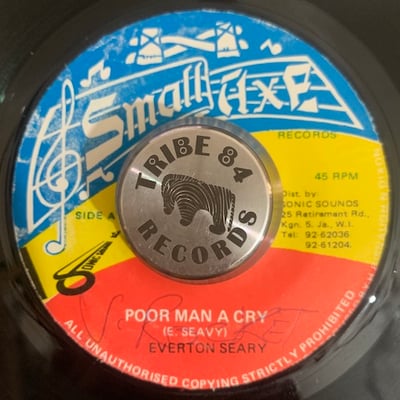 Small Axe
RECORDS
45 RPM
Dist. by:
SONIC SOUNDS
25 Retirement Rd.,
Kgn. 5. Ja., W.I.
Tel: 92-62036
92-61204.
SIDE A
TRIBE 84
RECORDS
POOR MAN A CRY
(E. SEAVY)
EVERTON SEARY
ALL UNAUTHORISED COPYING STRICTLY PROHIBITED